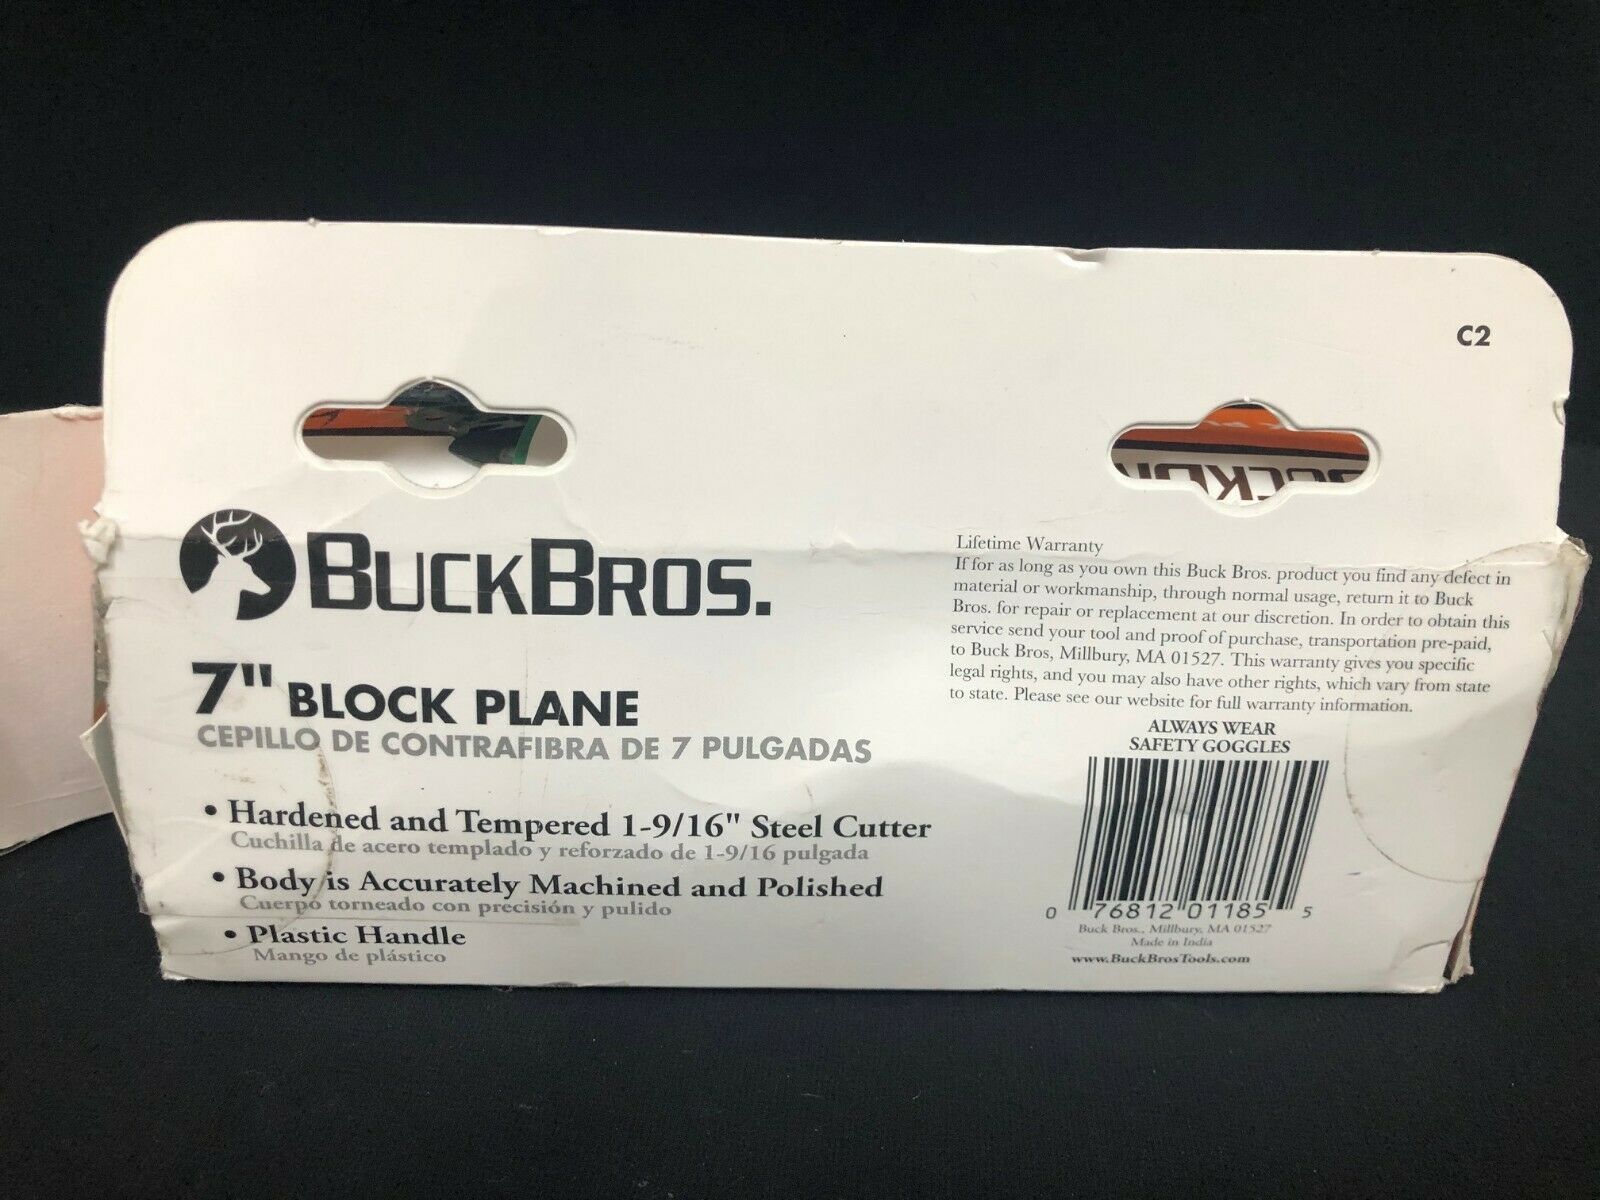 C2
BUCKBROS.
7" BLOCK PLANE
CEPILLO DE CONTRAFIBRA DE 7 PULGADAS
• Hardened and Tempered 1-9/16" Steel Cutter
Cuchilla de acero templado y reforzado de 1-9/16 pulgada
• Body is Accurately Machined and Polished
Cuerpo torneado con precisión y pulido
• Plastic Handle
Mango de plástico
Lifetime Warranty
If for as long as you own this Buck Bros. product you find any defect in
material or workmanship, through normal usage, return it to Buck
Bros. for repair or replacement at our discretion. In order to obtain this
service send your tool and proof of purchase, transportation pre-paid,
to Buck Bros, Millbury, MA 01527. This warranty gives you specific
legal rights, and you may also have other rights, which vary from state
to state. Please see our website for full warranty information.
ALWAYS WEAR
SAFETY GOGGLES
0 76812 01185 5
Buck Bros., Millbury, MA 01527
Made in India
www.BuckBrosTools.com